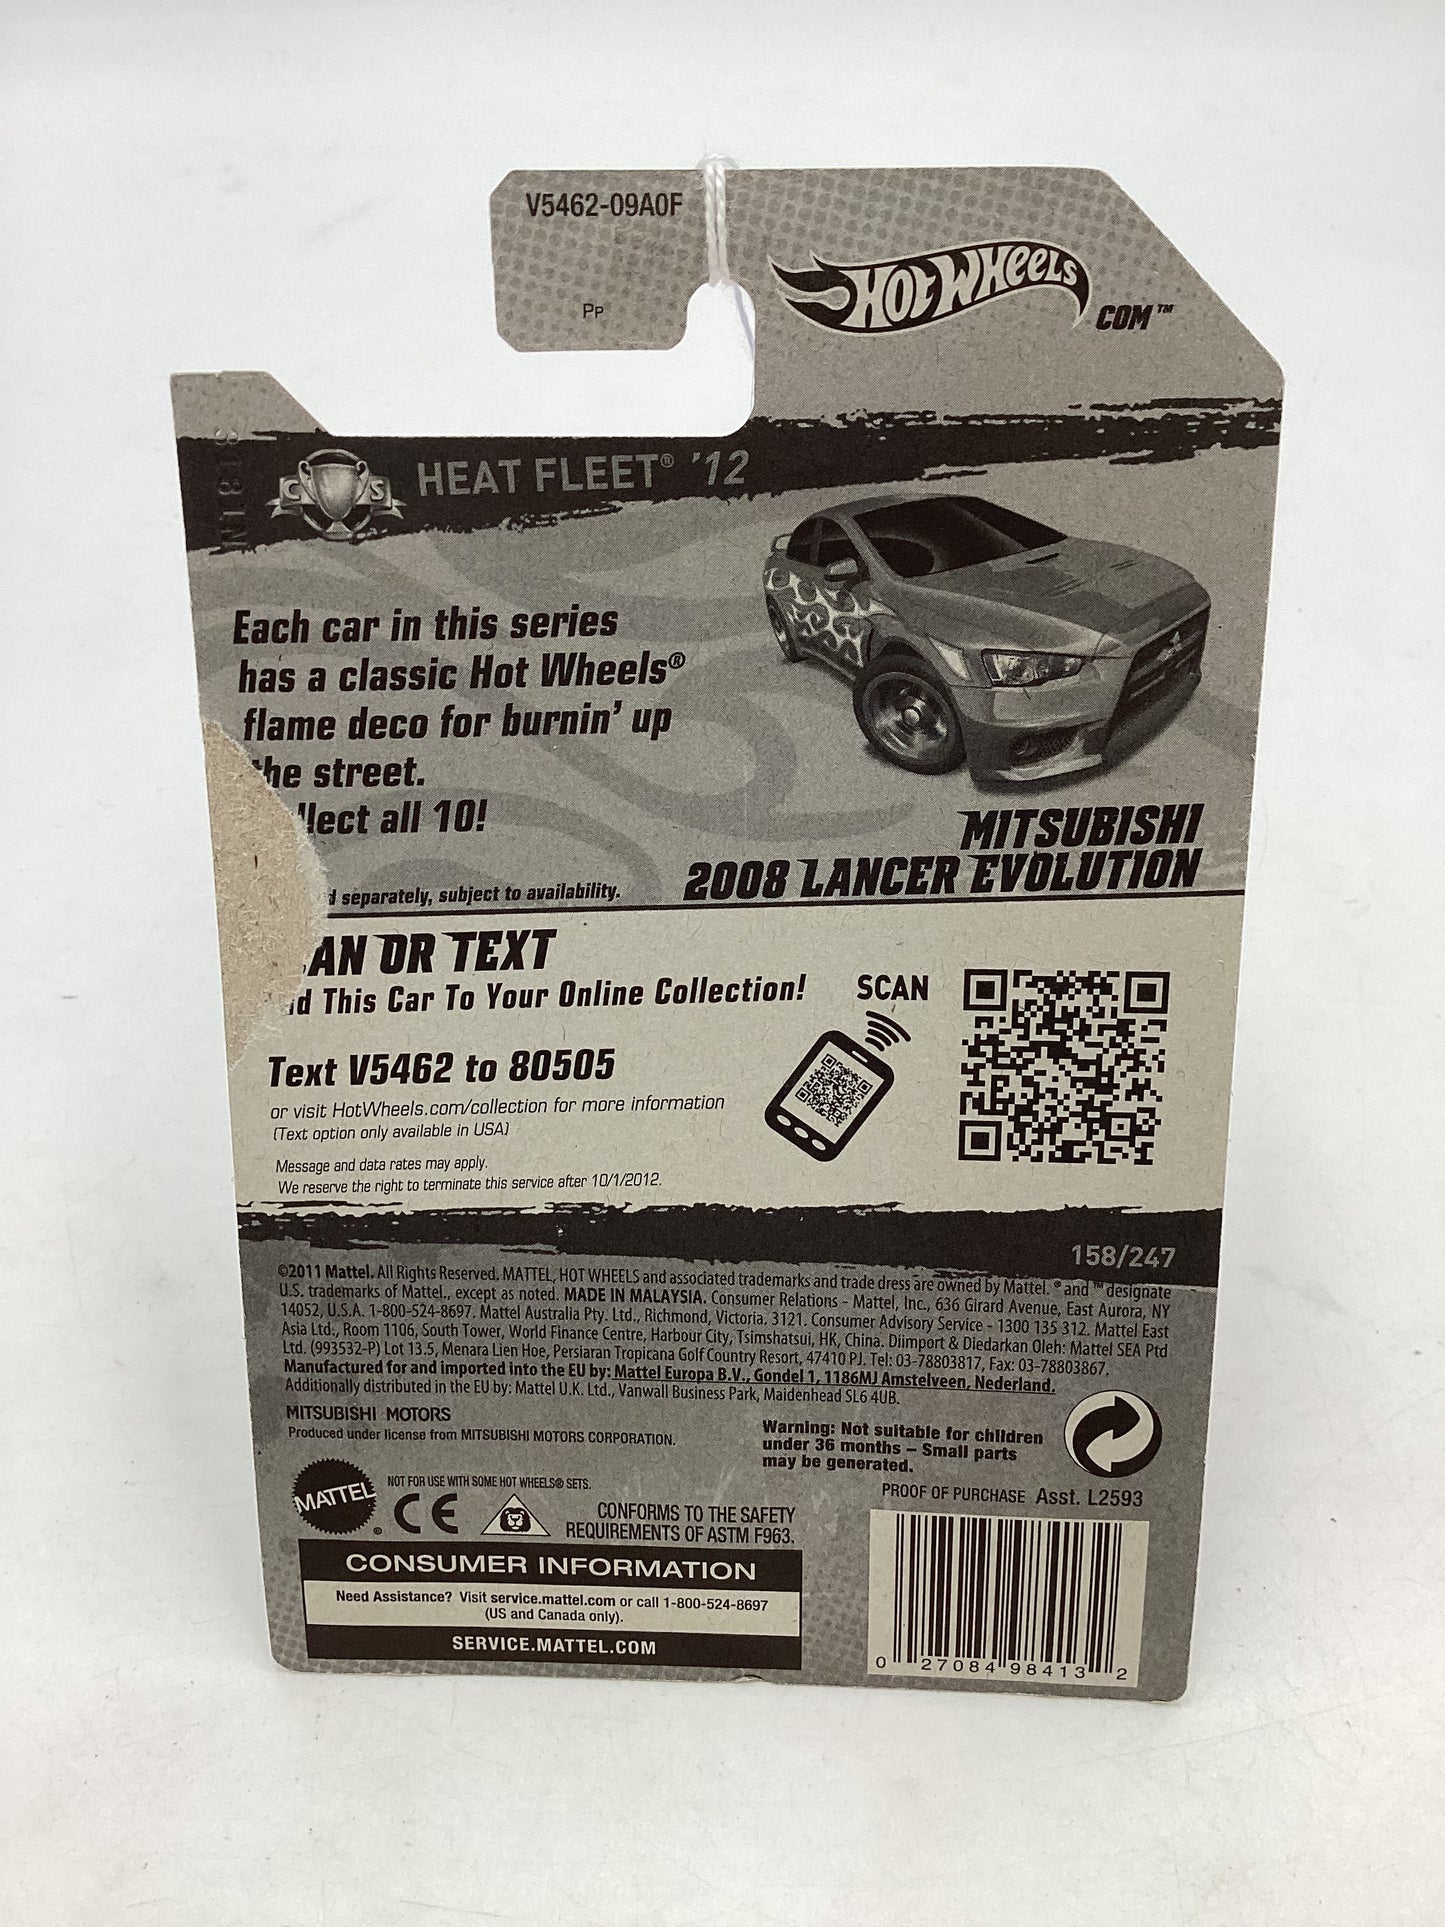 V5462-09A0F
Pp
HOT WHEELS
COM™
C S
HEAT FLEET® '12
Each car in this series
has a classic Hot Wheels®
flame deco for burnin' up
the street.
llect all 10!
d separately, subject to availability.
MITSUBISHI
2008 LANCER EVOLUTION
AN OR TEXT
d This Car To Your Online Collection!
SCAN
Text V5462 to 80505
or visit HotWheels.com/collection for more information
(Text option only available in USA)
Message and data rates may apply.
We reserve the right to terminate this service after 10/1/2012.
158/247
©2011 Mattel. All Rights Reserved. MATTEL, HOT WHEELS and associated trademarks and trade dress are owned by Mattel. ® and ™ designate
U.S. trademarks of Mattel., except as noted. MADE IN MALAYSIA. Consumer Relations - Mattel, Inc., 636 Girard Avenue, East Aurora, NY
14052, U.S.A. 1-800-524-8697. Mattel Australia Pty. Ltd., Richmond, Victoria. 3121. Consumer Advisory Service - 1300 135 312. Mattel East
Asia Ltd., Room 1106, South Tower, World Finance Centre, Harbour City, Tsimshatsui, HK, China. Diimport & Diedarkan Oleh: Mattel SEA Ptd
Ltd. (993532-P) Lot 13.5, Menara Lien Hoe, Persiaran Tropicana Golf Country Resort, 47410 PJ. Tel: 03-78803817, Fax: 03-78803867.
Manufactured for and imported into the EU by: Mattel Europa B.V., Gondel 1, 1186MJ Amstelveen, Nederland.
Additionally distributed in the EU by: Mattel U.K. Ltd., Vanwall Business Park, Maidenhead SL6 4UB.
MITSUBISHI MOTORS
Produced under license from MITSUBISHI MOTORS CORPORATION.
Warning: Not suitable for children
under 36 months – Small parts
may be generated.
MATTEL®
NOT FOR USE WITH SOME HOT WHEELS® SETS.
CE
CONFORMS TO THE SAFETY
REQUIREMENTS OF ASTM F963.
PROOF OF PURCHASE Asst. L2593
CONSUMER INFORMATION
Need Assistance? Visit service.mattel.com or call 1-800-524-8697
(US and Canada only).
SERVICE.MATTEL.COM
0 27084 98413 2